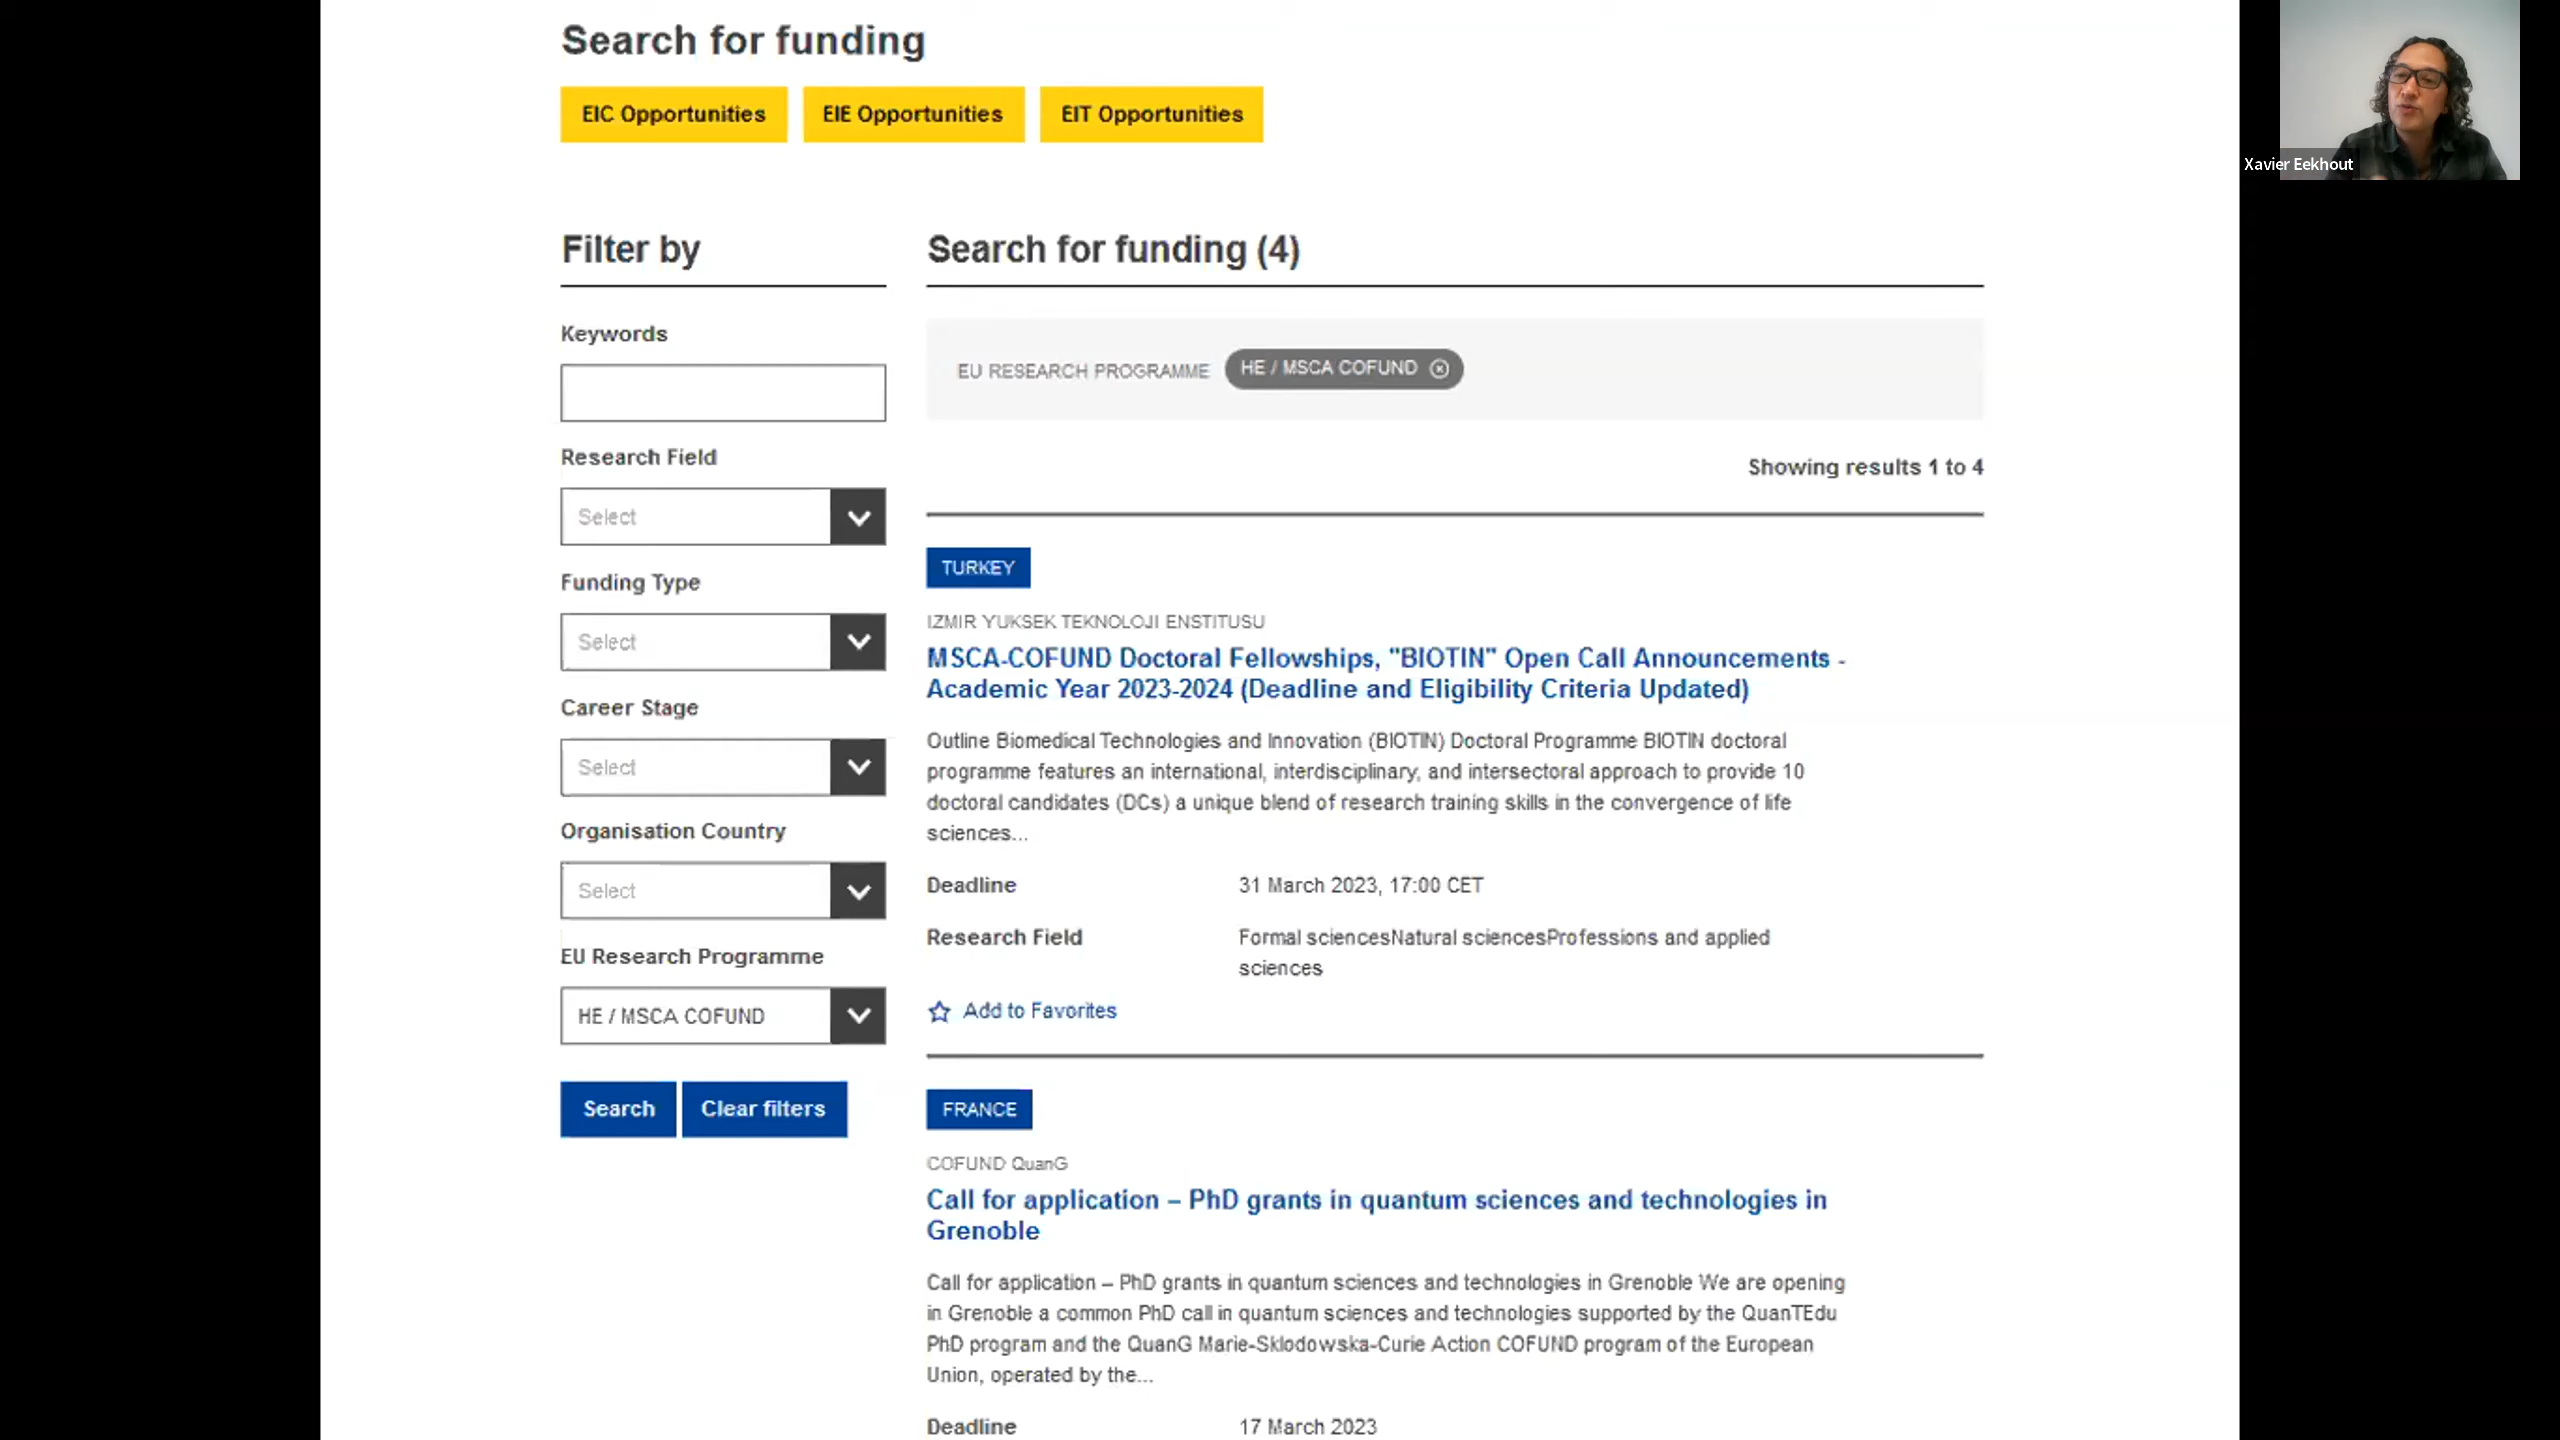 Search for funding
EIC Opportunities
EIE Opportunities
EIT Opportunities
Xavier Eekhout
Filter by
Keywords
Research Field
Select
Funding Type
Select
Career Stage
Select
Organisation Country
Select
EU Research Programme
HE / MSCA COFUND
Search
Clear filters
Search for funding (4)
EU RESEARCH PROGRAMME HE / MSCA COFUND
Showing results 1 to 4
TURKEY
IZMIR YUKSEK TEKNOLOJI ENSTITUSU
MSCA-COFUND Doctoral Fellowships, "BIOTIN" Open Call Announcements -
Academic Year 2023-2024 (Deadline and Eligibility Criteria Updated)
Outline Biomedical Technologies and Innovation (BIOTIN) Doctoral Programme BIOTIN doctoral
programme features an international, interdisciplinary, and intersectoral approach to provide 10
doctoral candidates (DCs) a unique blend of research training skills in the convergence of life
sciences...
Deadline 31 March 2023, 17:00 CET
Research Field Formal sciencesNatural sciencesProfessions and applied
sciences
Add to Favorites
FRANCE
COFUND QuanG
Call for application – PhD grants in quantum sciences and technologies in
Grenoble
Call for application – PhD grants in quantum sciences and technologies in Grenoble We are opening
in Grenoble a common PhD call in quantum sciences and technologies supported by the QuanTEdu
PhD program and the QuanG Marie-Sklodowska-Curie Action COFUND program of the European
Union, operated by the...
Deadline 17 March 2023